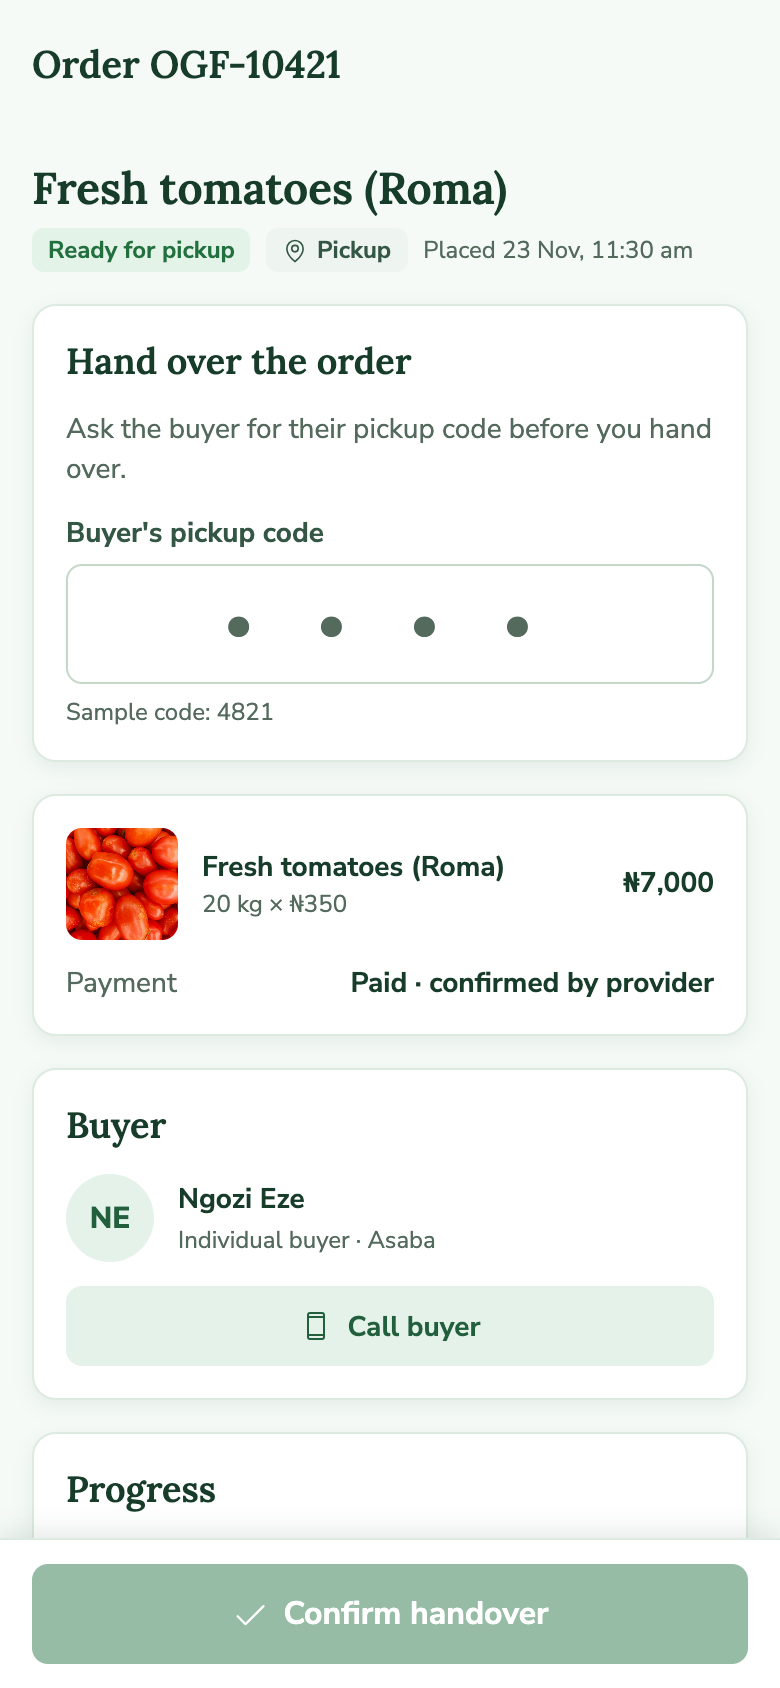 Order OGF-10421
Fresh tomatoes (Roma)
Ready for pickup Pickup Placed 23 Nov, 11:30 am
Hand over the order
Ask the buyer for their pickup code before you hand
over.
Buyer's pickup code
● ● ● ●
Sample code: 4821
Fresh tomatoes (Roma)
20 kg × ₦350
₦7,000
Payment Paid · confirmed by provider
Buyer
NE
Ngozi Eze
Individual buyer · Asaba
Call buyer
Progress
Confirm handover